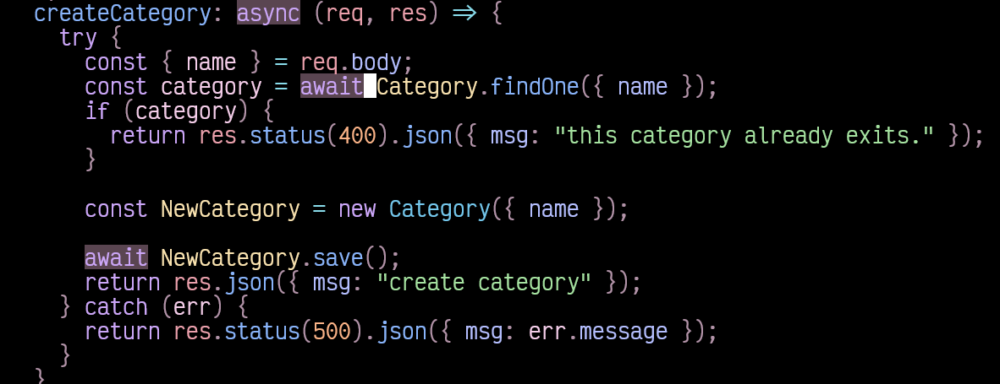 createCategory: async (req, res) => {
try {
const { name } = req.body;
const category = await Category.findOne({ name });
if (category) {
return res.status(400).json({ msg: "this category already exits." });
}
const NewCategory = new Category({ name });
await NewCategory.save();
return res.json({ msg: "create category" });
} catch (err) {
return res.status(500).json({ msg: err.message });
}
}